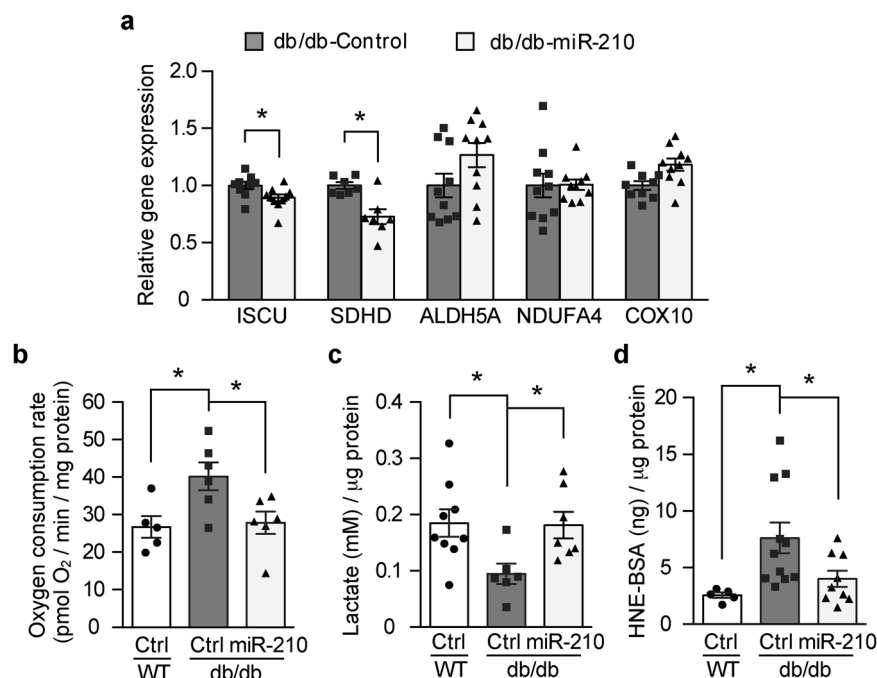 a
db/db-Control db/db-miR-210
Relative gene expression
2.0
1.5
1.0
0.5
0
* *
ISCU SDHD ALDH5A NDUFA4 COX10
b
Oxygen consumption rate
(pmol O₂ / min / mg protein)
60
50
40
30
20
10
0
* *
Ctrl Ctrl miR-210
WT db/db
c
Lactate (mM) / μg protein
0.4
0.3
0.2
0.1
0
* *
Ctrl Ctrl miR-210
WT db/db
d
HNE-BSA (ng) / μg protein
20
15
10
5
0
* *
Ctrl Ctrl miR-210
WT db/db